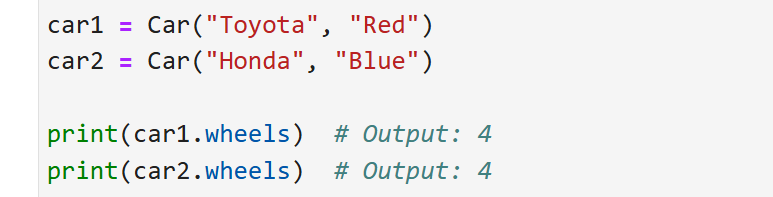 car1 = Car("Toyota", "Red")
car2 = Car("Honda", "Blue")
print(car1.wheels)  # Output: 4
print(car2.wheels)  # Output: 4